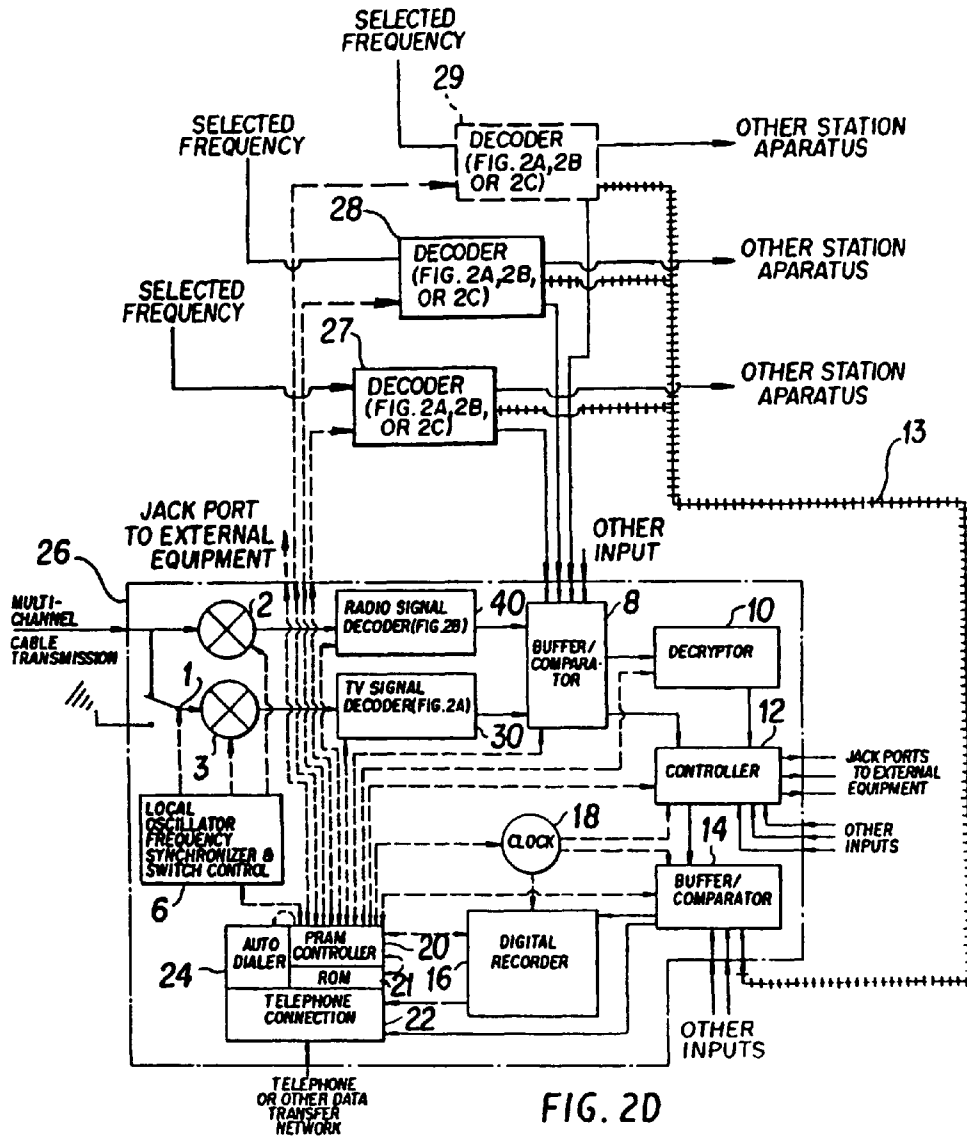 SELECTED
FREQUENCY
29
DECODER
(FIG. 2A, 2B
OR 2C)
OTHER STATION
APARATUS
SELECTED
FREQUENCY
28
DECODER
(FIG. 2A, 2B,
OR 2C)
OTHER STATION
APARATUS
SELECTED
FREQUENCY
27
DECODER
(FIG. 2A, 2B,
OR 2C)
OTHER STATION
APARATUS
13
JACK PORT
TO EXTERNAL
EQUIPMENT
OTHER
INPUT
26
MULTI-
CHANNEL
CABLE
TRANSMISSION
2
RADIO SIGNAL
DECODER (FIG. 2B)
40
8
BUFFER/
COMPARA-
TOR
10
DECRYPTOR
1
3
TV SIGNAL
DECODER (FIG. 2A)
30
12
CONTROLLER
JACK PORTS
TO EXTERNAL
EQUIPMENT
LOCAL
OSCILLATOR
FREQUENCY
SYNCHRONIZER &
SWITCH CONTROL
6
CLOCK
18
14
BUFFER/
COMPARATOR
OTHER
INPUTS
24
AUTO
DIALER
PRAM
CONTROLLER
20
ROM
21
16
DIGITAL
RECORDER
TELEPHONE
CONNECTION
22
OTHER
INPUTS
TELEPHONE
OR OTHER DATA
TRANSFER
NETWORK
FIG. 2D